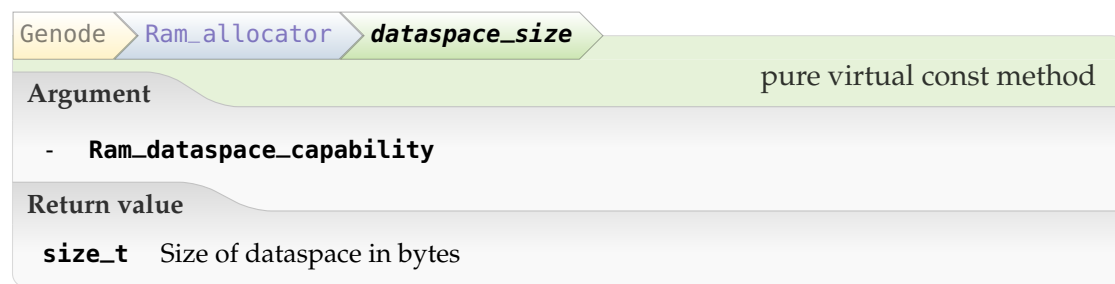 Genode Ram_allocator dataspace_size
pure virtual const method
Argument
- Ram_dataspace_capability
Return value
size_t Size of dataspace in bytes